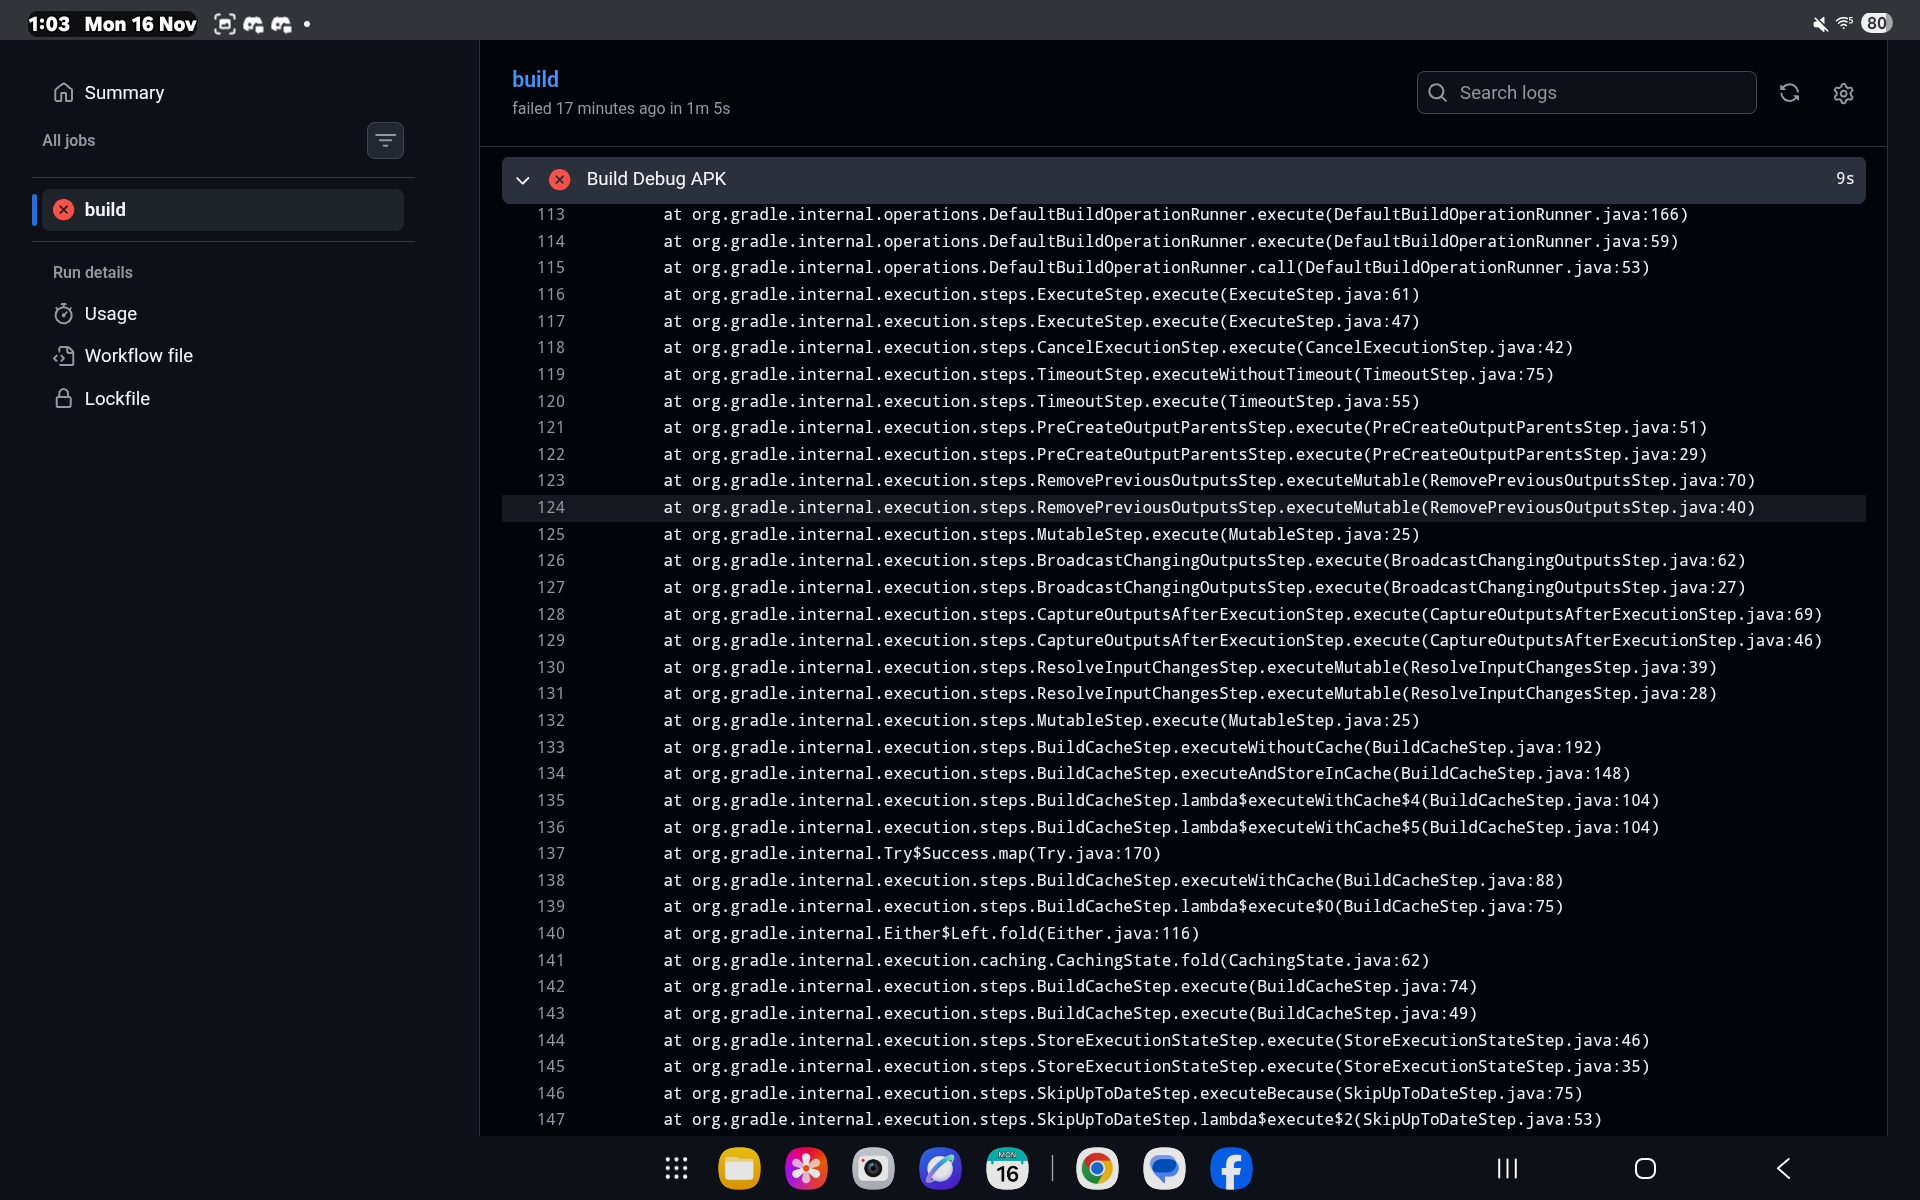 1:03 Mon 16 Nov
80
Summary
All jobs
build
Run details
Usage
Workflow file
Lockfile
build
failed 17 minutes ago in 1m 5s
Search logs
Build Debug APK
9s
113 at org.gradle.internal.operations.DefaultBuildOperationRunner.execute(DefaultBuildOperationRunner.java:166)
114 at org.gradle.internal.operations.DefaultBuildOperationRunner.execute(DefaultBuildOperationRunner.java:59)
115 at org.gradle.internal.operations.DefaultBuildOperationRunner.call(DefaultBuildOperationRunner.java:53)
116 at org.gradle.internal.execution.steps.ExecuteStep.execute(ExecuteStep.java:61)
117 at org.gradle.internal.execution.steps.ExecuteStep.execute(ExecuteStep.java:47)
118 at org.gradle.internal.execution.steps.CancelExecutionStep.execute(CancelExecutionStep.java:42)
119 at org.gradle.internal.execution.steps.TimeoutStep.executeWithoutTimeout(TimeoutStep.java:75)
120 at org.gradle.internal.execution.steps.TimeoutStep.execute(TimeoutStep.java:55)
121 at org.gradle.internal.execution.steps.PreCreateOutputParentsStep.execute(PreCreateOutputParentsStep.java:51)
122 at org.gradle.internal.execution.steps.PreCreateOutputParentsStep.execute(PreCreateOutputParentsStep.java:29)
123 at org.gradle.internal.execution.steps.RemovePreviousOutputsStep.executeMutable(RemovePreviousOutputsStep.java:70)
124 at org.gradle.internal.execution.steps.RemovePreviousOutputsStep.executeMutable(RemovePreviousOutputsStep.java:40)
125 at org.gradle.internal.execution.steps.MutableStep.execute(MutableStep.java:25)
126 at org.gradle.internal.execution.steps.BroadcastChangingOutputsStep.execute(BroadcastChangingOutputsStep.java:62)
127 at org.gradle.internal.execution.steps.BroadcastChangingOutputsStep.execute(BroadcastChangingOutputsStep.java:27)
128 at org.gradle.internal.execution.steps.CaptureOutputsAfterExecutionStep.execute(CaptureOutputsAfterExecutionStep.java:69)
129 at org.gradle.internal.execution.steps.CaptureOutputsAfterExecutionStep.execute(CaptureOutputsAfterExecutionStep.java:46)
130 at org.gradle.internal.execution.steps.ResolveInputChangesStep.executeMutable(ResolveInputChangesStep.java:39)
131 at org.gradle.internal.execution.steps.ResolveInputChangesStep.executeMutable(ResolveInputChangesStep.java:28)
132 at org.gradle.internal.execution.steps.MutableStep.execute(MutableStep.java:25)
133 at org.gradle.internal.execution.steps.BuildCacheStep.executeWithoutCache(BuildCacheStep.java:192)
134 at org.gradle.internal.execution.steps.BuildCacheStep.executeAndStoreInCache(BuildCacheStep.java:148)
135 at org.gradle.internal.execution.steps.BuildCacheStep.lambda$executeWithCache$4(BuildCacheStep.java:104)
136 at org.gradle.internal.execution.steps.BuildCacheStep.lambda$executeWithCache$5(BuildCacheStep.java:104)
137 at org.gradle.internal.Try$Success.map(Try.java:170)
138 at org.gradle.internal.execution.steps.BuildCacheStep.executeWithCache(BuildCacheStep.java:88)
139 at org.gradle.internal.execution.steps.BuildCacheStep.lambda$execute$0(BuildCacheStep.java:75)
140 at org.gradle.internal.Either$Left.fold(Either.java:116)
141 at org.gradle.internal.execution.caching.CachingState.fold(CachingState.java:62)
142 at org.gradle.internal.execution.steps.BuildCacheStep.execute(BuildCacheStep.java:74)
143 at org.gradle.internal.execution.steps.BuildCacheStep.execute(BuildCacheStep.java:49)
144 at org.gradle.internal.execution.steps.StoreExecutionStateStep.execute(StoreExecutionStateStep.java:46)
145 at org.gradle.internal.execution.steps.StoreExecutionStateStep.execute(StoreExecutionStateStep.java:35)
146 at org.gradle.internal.execution.steps.SkipUpToDateStep.executeBecause(SkipUpToDateStep.java:75)
147 at org.gradle.internal.execution.steps.SkipUpToDateStep.lambda$execute$2(SkipUpToDateStep.java:53)
MON
16